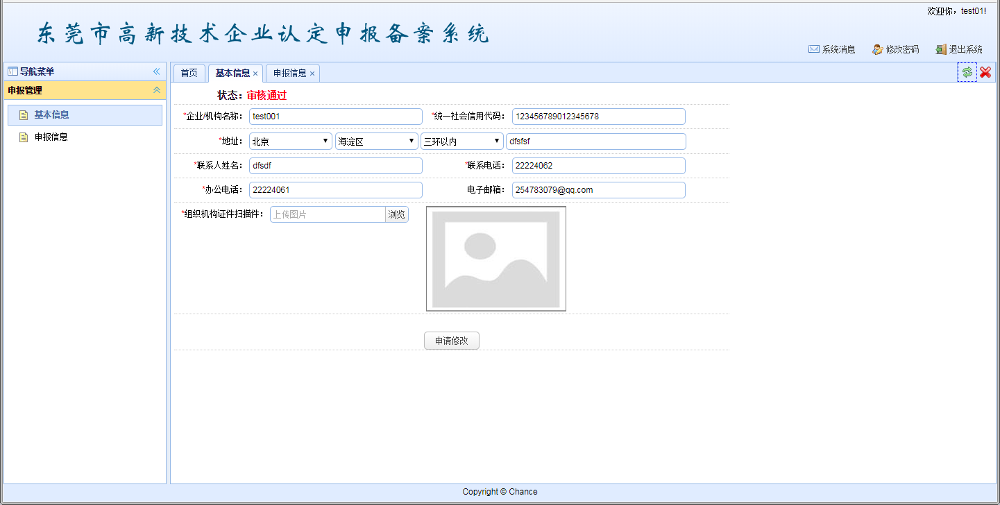 欢迎你，test01!
东莞市高新技术企业认定申报备案系统
系统消息 修改密码 退出系统
导航菜单
首页 基本信息 申报信息
申报管理
基本信息
申报信息
状态：审核通过
*企业/机构名称： test001 *统一社会信用代码： 123456789012345678
*地址： 北京 海淀区 三环以内 dfsfsf
*联系人姓名： dfsdf *联系电话： 22224062
*办公电话： 22224061 电子邮箱： 254783079@qq.com
*组织机构证件扫描件： 上传图片 浏览
申请修改
Copyright © Chance